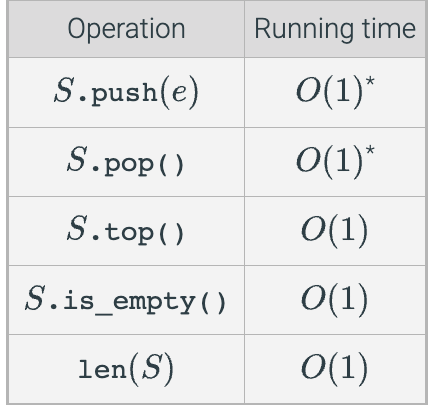 Operation Running time
S.push(e) O(1)*
S.pop() O(1)*
S.top() O(1)
S.is_empty() O(1)
len(S) O(1)